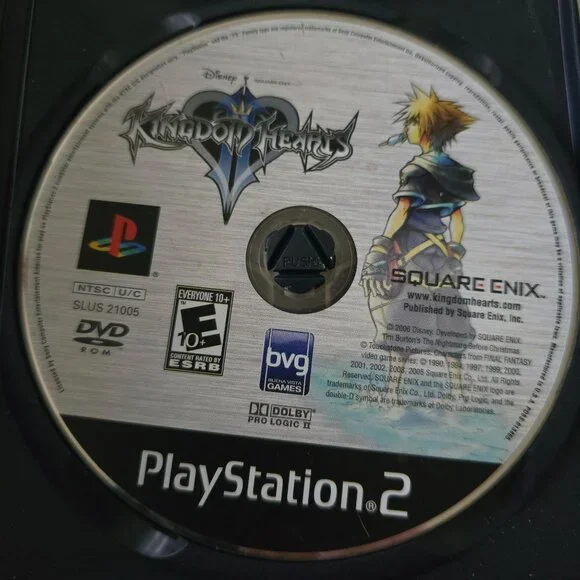 Disney
SQUARE ENIX
KINGDOM HEARTS
II
PUSH
NTSC U/C
SLUS 21005
DVD
ROM
EVERYONE 10+
E
10+
CONTENT RATED BY
ESRB
bvg
BUENA VISTA
GAMES
DOLBY
PRO LOGIC II
SQUARE ENIX™
www.kingdomhearts.com
Published by Square Enix, Inc.
© 2006 Disney. Developed by SQUARE ENIX.
Tim Burton's The Nightmare Before Christmas
© Touchstone Pictures. Characters from FINAL FANTASY
video game series: © 1990, 1994, 1997, 1999, 2000,
2001, 2002, 2003, 2005 Square Enix Co., Ltd. All Rights
Reserved. SQUARE ENIX and the SQUARE ENIX logo are
trademarks of Square Enix Co., Ltd. Dolby, Pro Logic, and the
double-D symbol are trademarks of Dolby Laboratories.
PlayStation®2